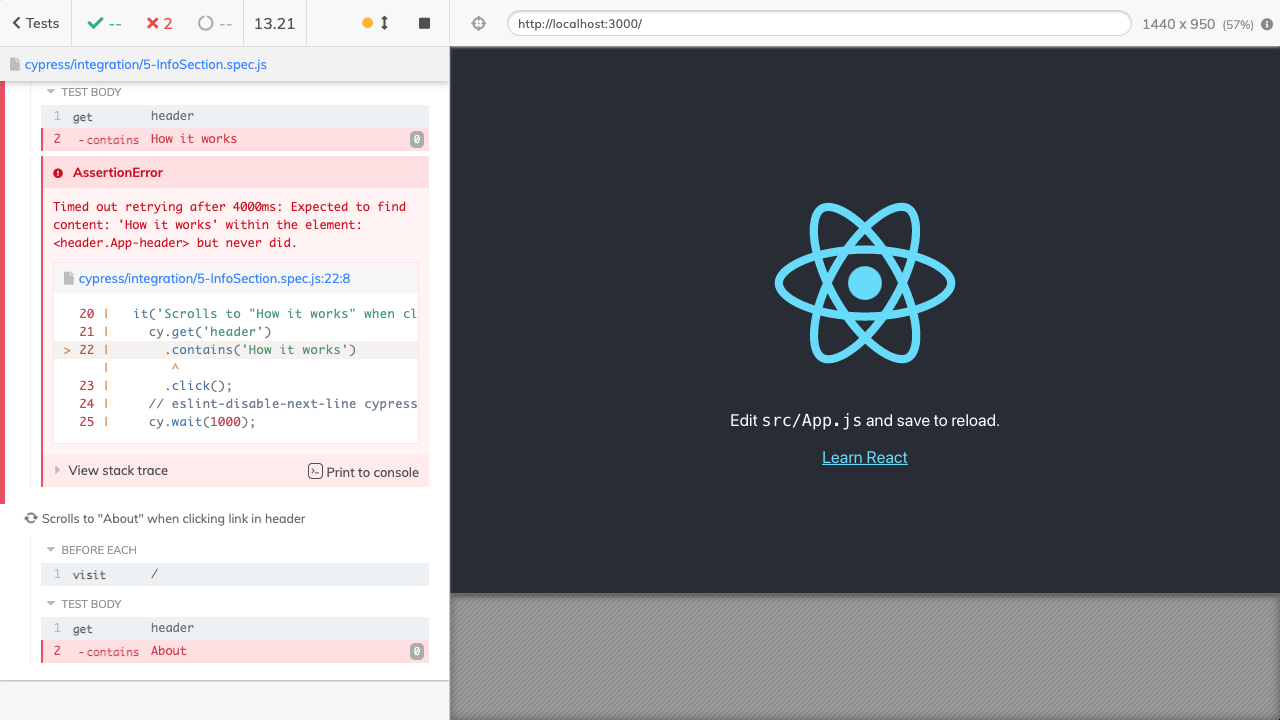 Tests -- 2 -- 13.21
http://localhost:3000/ 1440 x 950 (57%)
cypress/integration/5-InfoSection.spec.js
TEST BODY
1 get header
2 -contains How it works 0
AssertionError
Timed out retrying after 4000ms: Expected to find
content: 'How it works' within the element:
<header.App-header> but never did.
cypress/integration/5-InfoSection.spec.js:22:8
20 | it('Scrolls to "How it works" when cl
21 | cy.get('header')
> 22 | .contains('How it works')
| ^
23 | .click();
24 | // eslint-disable-next-line cypress
25 | cy.wait(1000);
View stack trace Print to console
Scrolls to "About" when clicking link in header
BEFORE EACH
1 visit /
TEST BODY
1 get header
2 -contains About 0
Edit src/App.js and save to reload.
Learn React